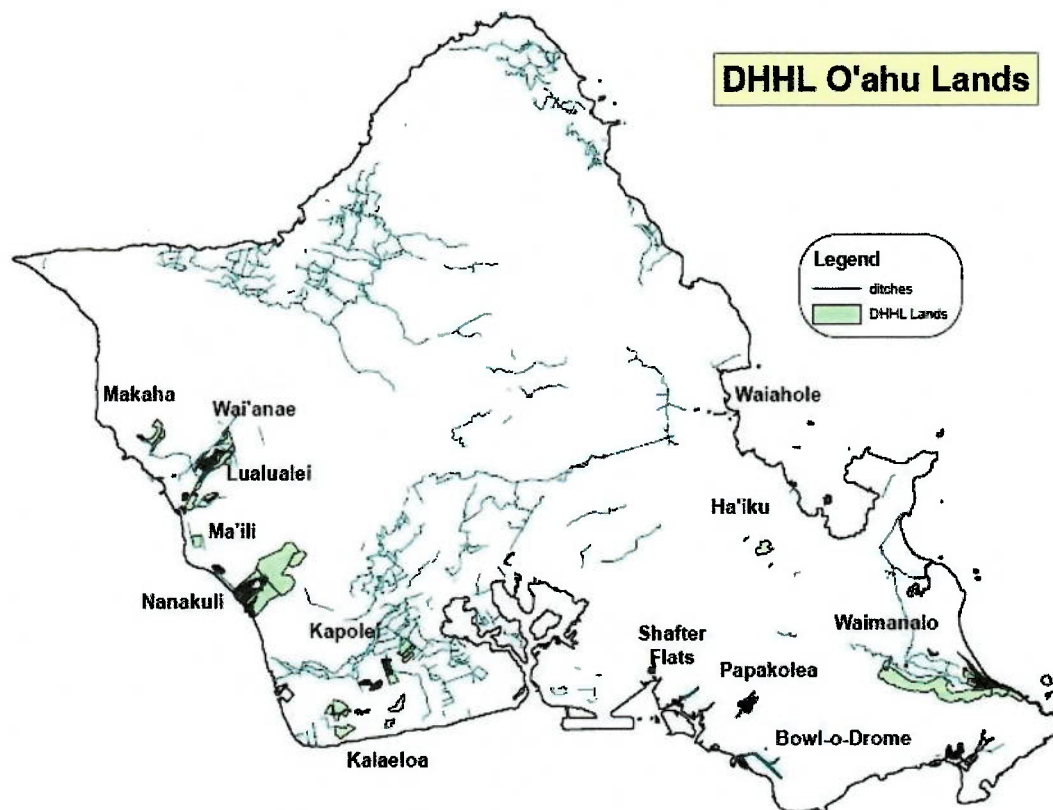 DHHL O'ahu Lands
Legend
ditches
DHHL Lands
Makaha
Wai'anae
Lualualei
Ma'ili
Nanakuli
Kapolei
Kalaeloa
Waiahole
Ha'iku
Waimanalo
Shafter
Flats
Papakolea
Bowl-o-Drome